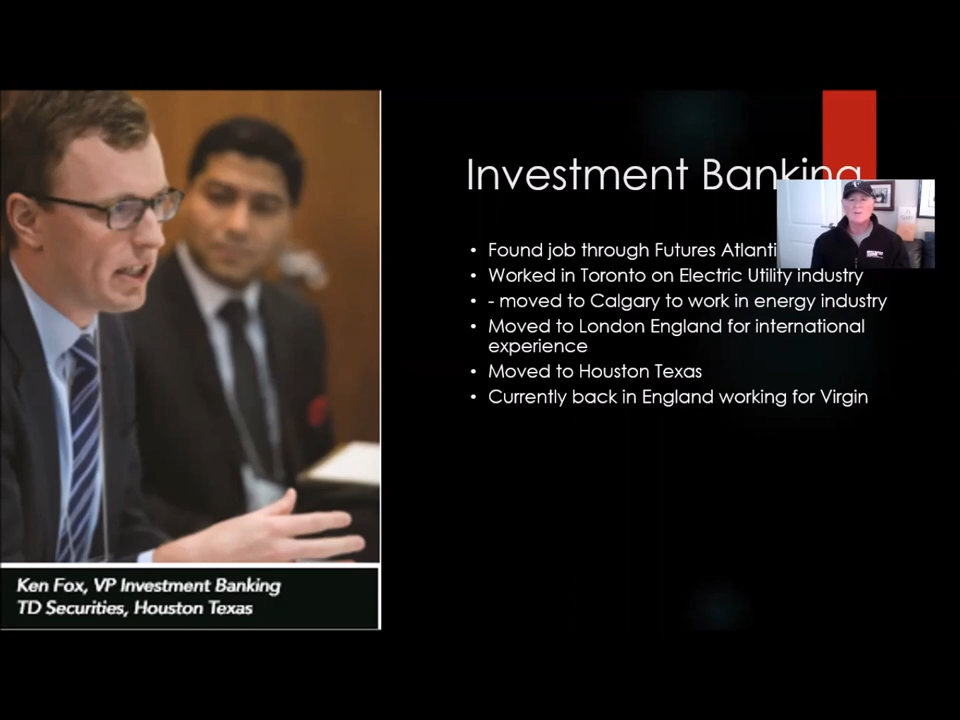 Investment Banking
• Found job through Futures Atlanti
• Worked in Toronto on Electric Utility industry
• - moved to Calgary to work in energy industry
• Moved to London England for international
experience
• Moved to Houston Texas
• Currently back in England working for Virgin
Ken Fox, VP Investment Banking
TD Securities, Houston Texas